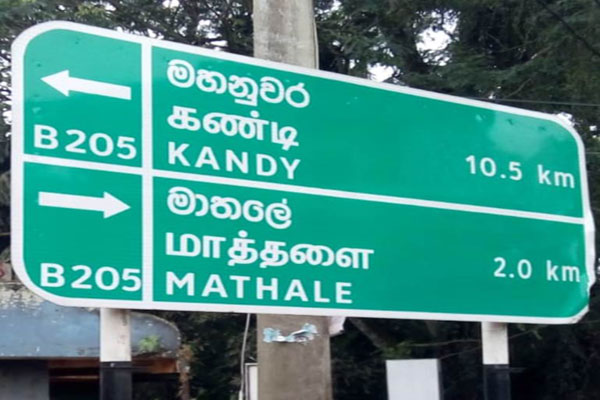 B205
මහනුවර
கண்டி
KANDY
10.5 km
B205
මාතලේ
மாத்தளை
MATHALE
2.0 km